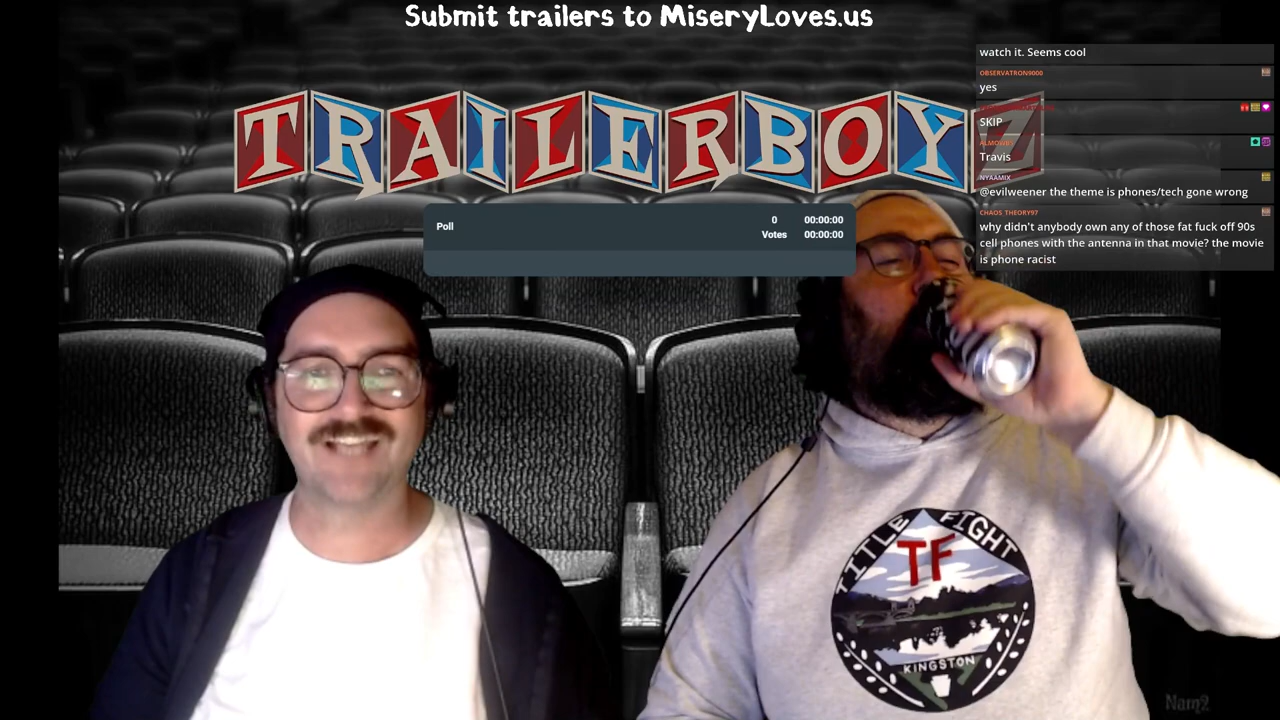 Submit trailers to MiseryLoves.us
TRAILERBOYZ
watch it. Seems cool
OBSERVATRON9000
yes
SKIP
Travis
NYAAMIX
@evilweener the theme is phones/tech gone wrong
CHAOS_THEORY97
why didn't anybody own any of those fat fuck off 90s
cell phones with the antenna in that movie? the movie
is phone racist
Poll
0
00:00:00
Votes
00:00:00
TITLE FIGHT
TF
KINGSTON
Nam2